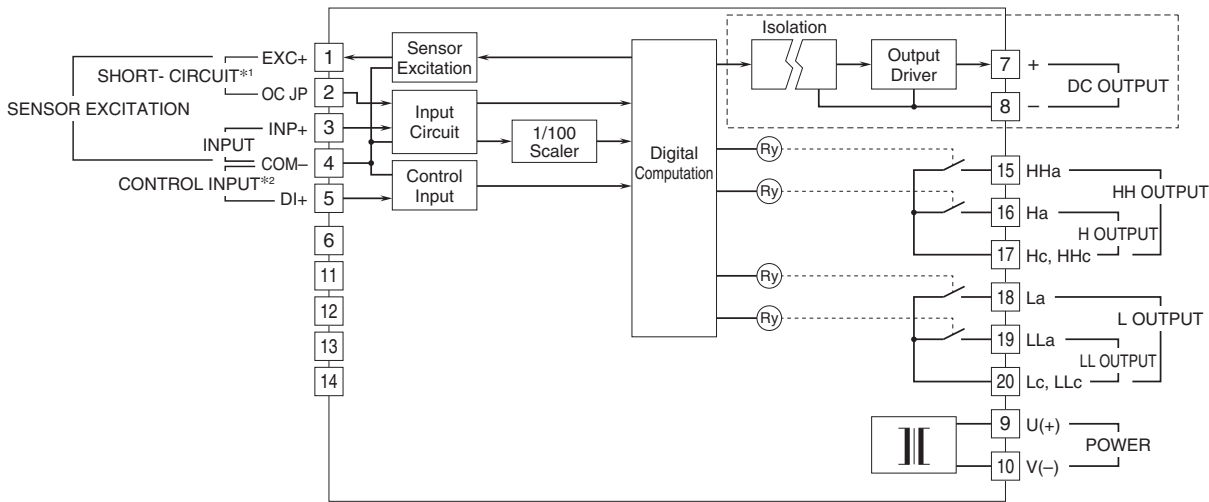 EXC+
1
SHORT- CIRCUIT*1
OC JP
2
SENSOR EXCITATION
INP+
3
INPUT
COM–
4
CONTROL INPUT*2
DI+
5
6
11
12
13
14
Sensor
Excitation
Input
Circuit
1/100
Scaler
Control
Input
Digital
Computation
Isolation
Output
Driver
7
+
DC OUTPUT
8
–
Ry
Ry
Ry
Ry
15
HHa
HH OUTPUT
16
Ha
H OUTPUT
17
Hc, HHc
18
La
L OUTPUT
19
LLa
LL OUTPUT
20
Lc, LLc
9
U(+)
POWER
10
V(–)